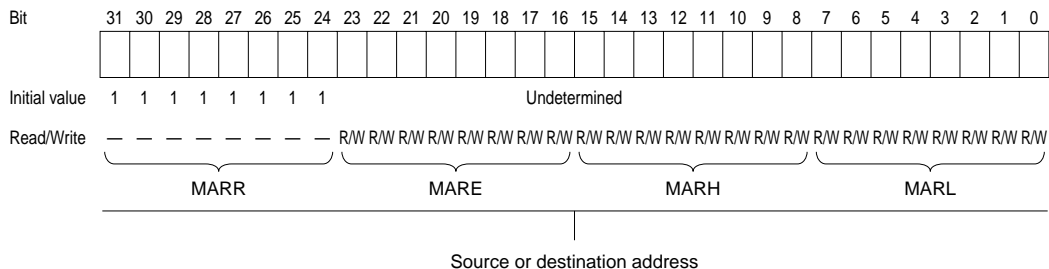 Bit 31 30 29 28 27 26 25 24 23 22 21 20 19 18 17 16 15 14 13 12 11 10 9 8 7 6 5 4 3 2 1 0
Initial value 1 1 1 1 1 1 1 1 Undetermined
Read/Write — — — — — — — — R/W R/W R/W R/W R/W R/W R/W R/W R/W R/W R/W R/W R/W R/W R/W R/W R/W R/W R/W R/W R/W R/W R/W R/W
MARR MARE MARH MARL
Source or destination address